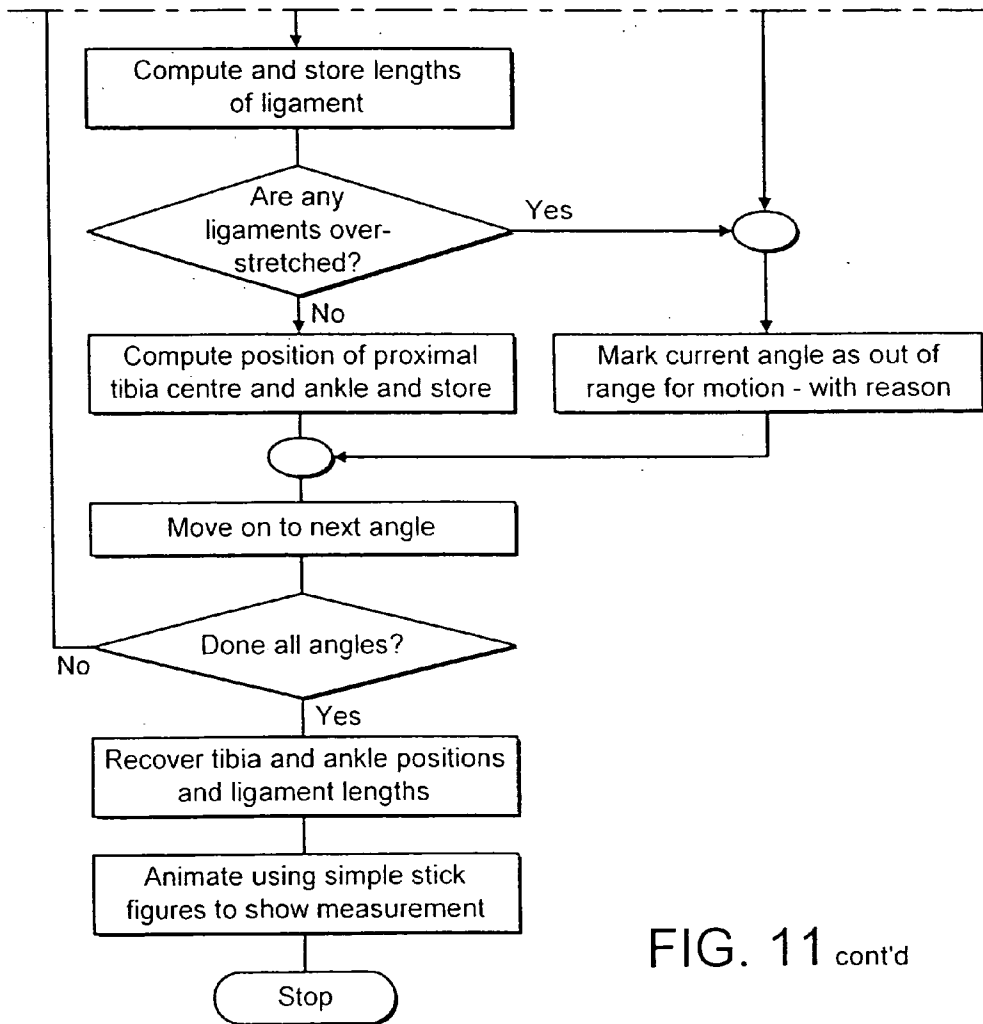 Compute and store lengths
of ligament
Are any
ligaments over-
stretched?
Yes
No
Compute position of proximal
tibia centre and ankle and store
Mark current angle as out of
range for motion - with reason
Move on to next angle
Done all angles?
No
Yes
Recover tibia and ankle positions
and ligament lengths
Animate using simple stick
figures to show measurement
Stop
FIG. 11 cont'd